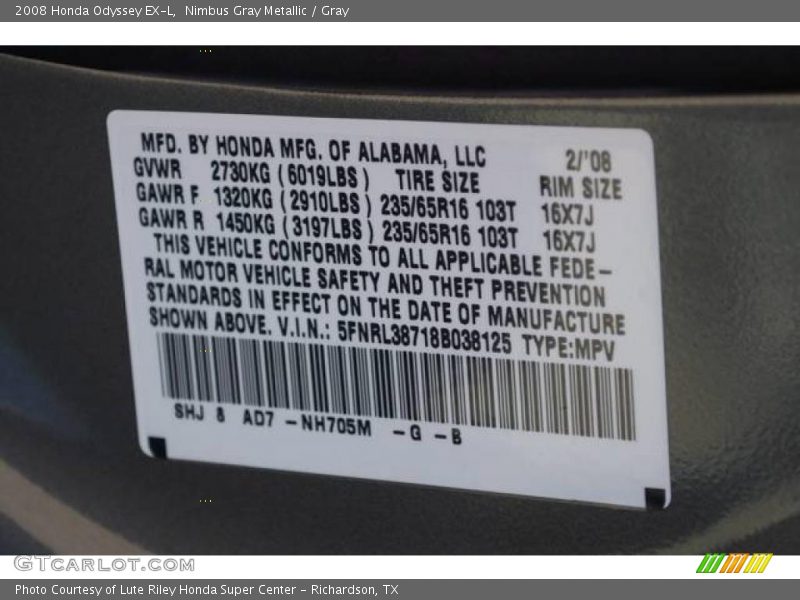 2008 Honda Odyssey EX-L,  Nimbus Gray Metallic / Gray
MFD. BY HONDA MFG. OF ALABAMA, LLC 2/'08
GVWR 2730KG (6019LBS) TIRE SIZE RIM SIZE
GAWR F 1320KG (2910LBS) 235/65R16 103T 16X7J
GAWR R 1450KG (3197LBS) 235/65R16 103T 16X7J
THIS VEHICLE CONFORMS TO ALL APPLICABLE FEDE-
RAL MOTOR VEHICLE SAFETY AND THEFT PREVENTION
STANDARDS IN EFFECT ON THE DATE OF MANUFACTURE
SHOWN ABOVE. V.I.N.: 5FNRL38718B038125 TYPE:MPV
SHJ 8 AD7 -NH705M -G -B
GTCARLOT.COM
Photo Courtesy of Lute Riley Honda Super Center - Richardson, TX